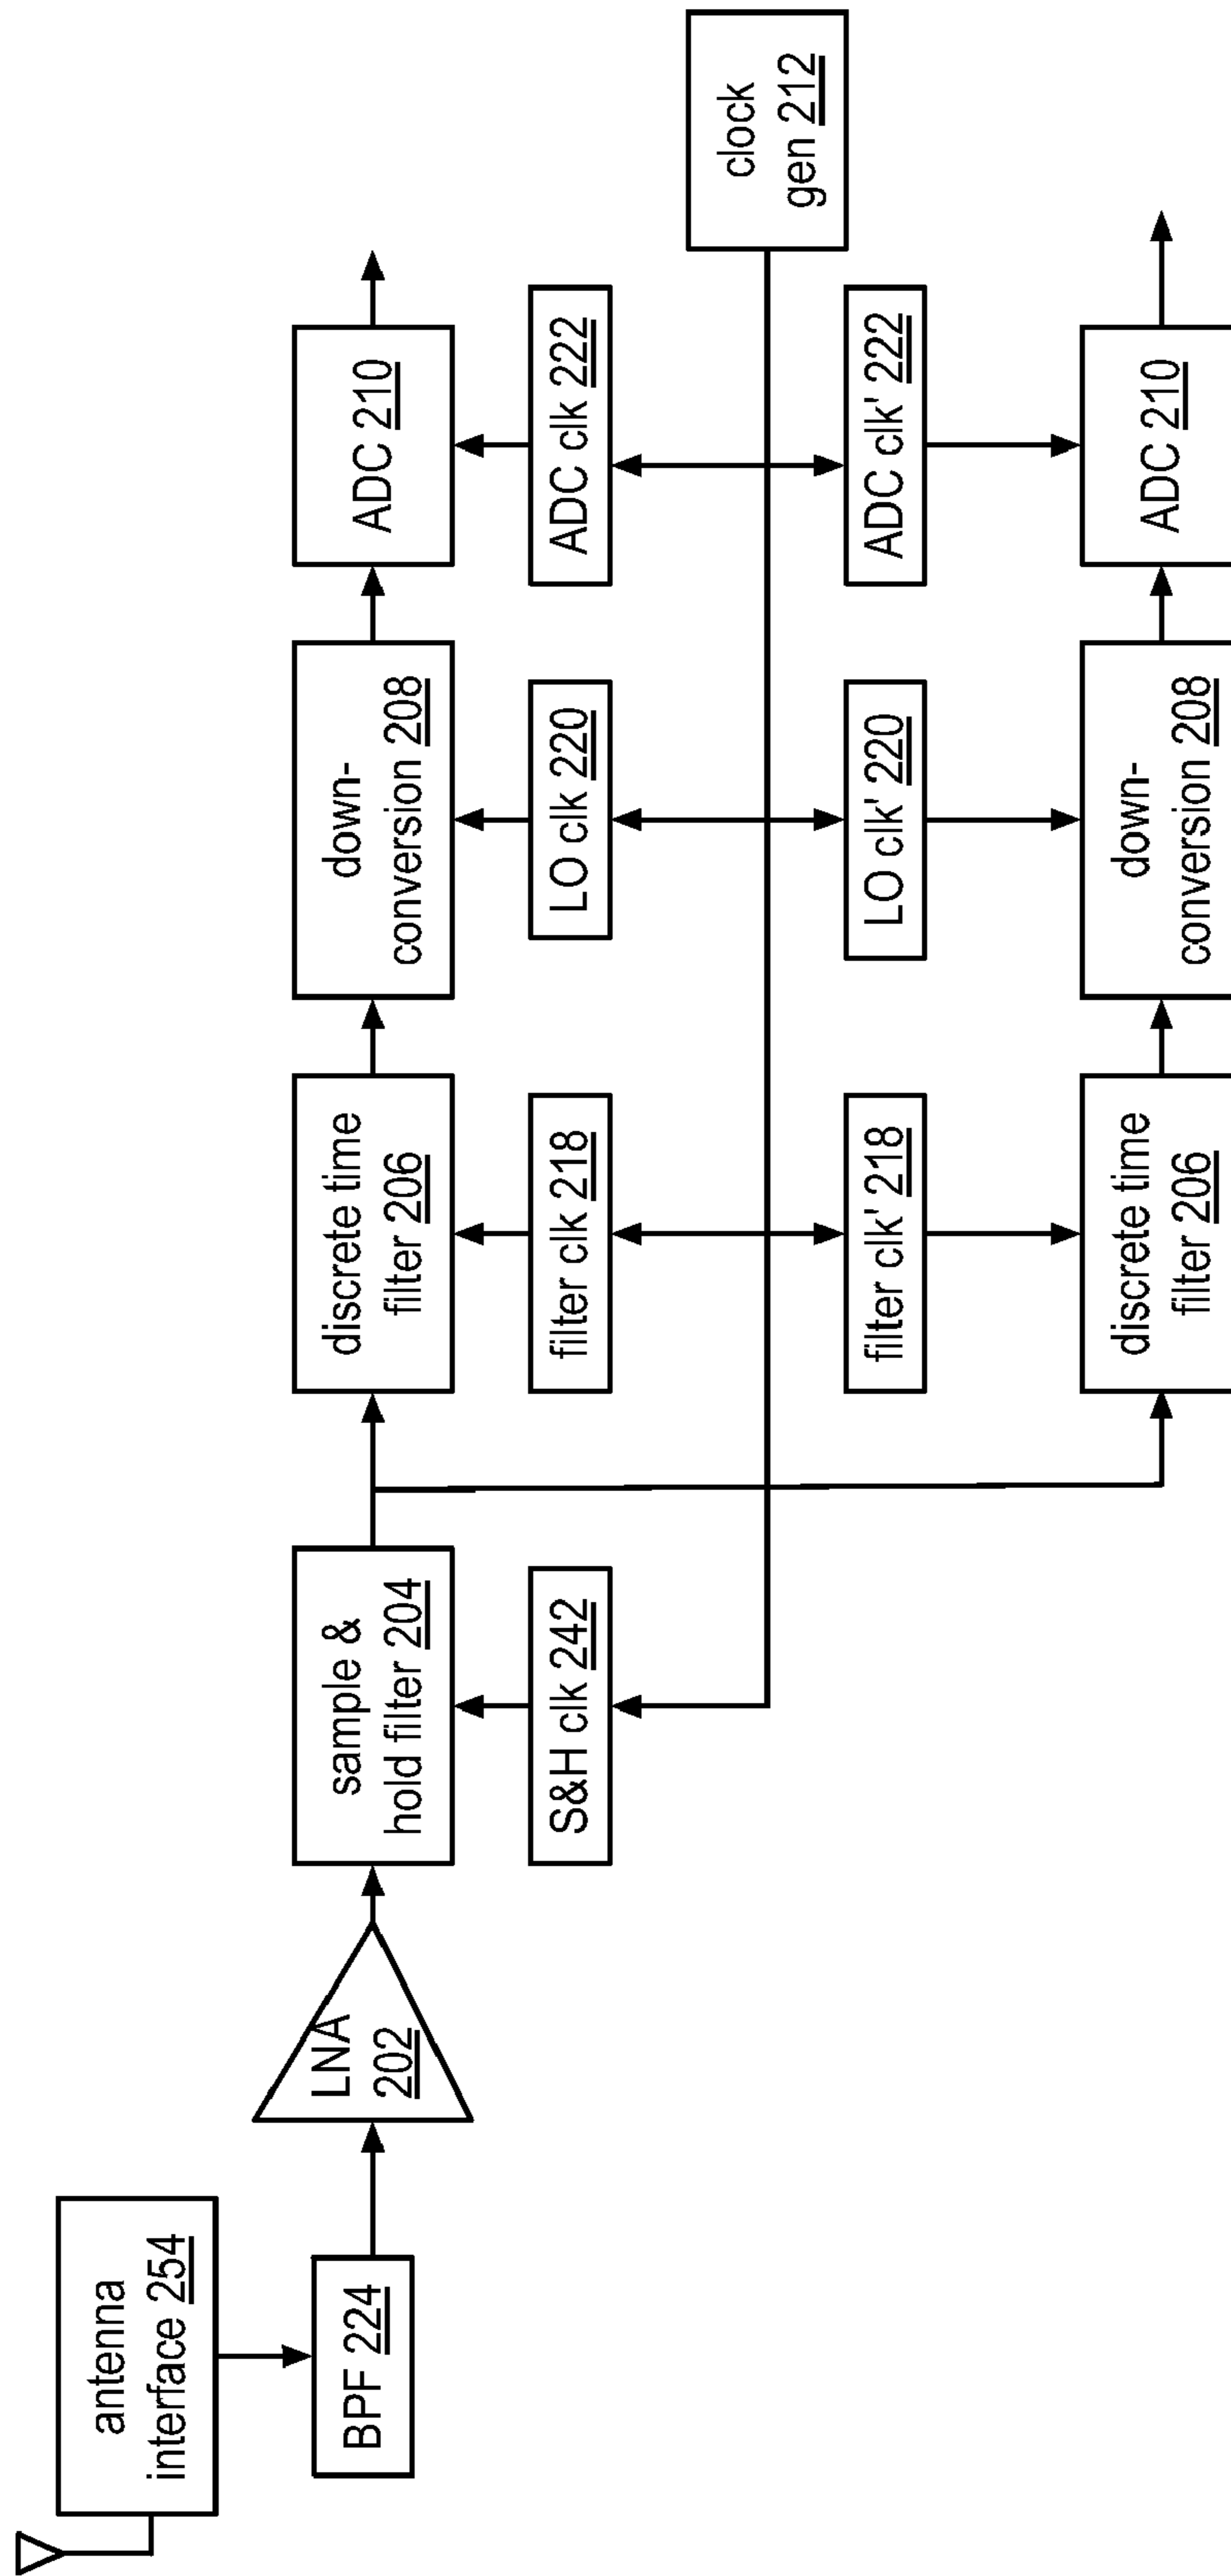 antenna
interface 254
BPF 224
LNA
202
sample &
hold filter 204
S&H clk 242
discrete time
filter 206
down-
conversion 208
ADC 210
filter clk 218
LO clk 220
ADC clk 222
clock
gen 212
filter clk' 218
LO clk' 220
ADC clk' 222
discrete time
filter 206
down-
conversion 208
ADC 210